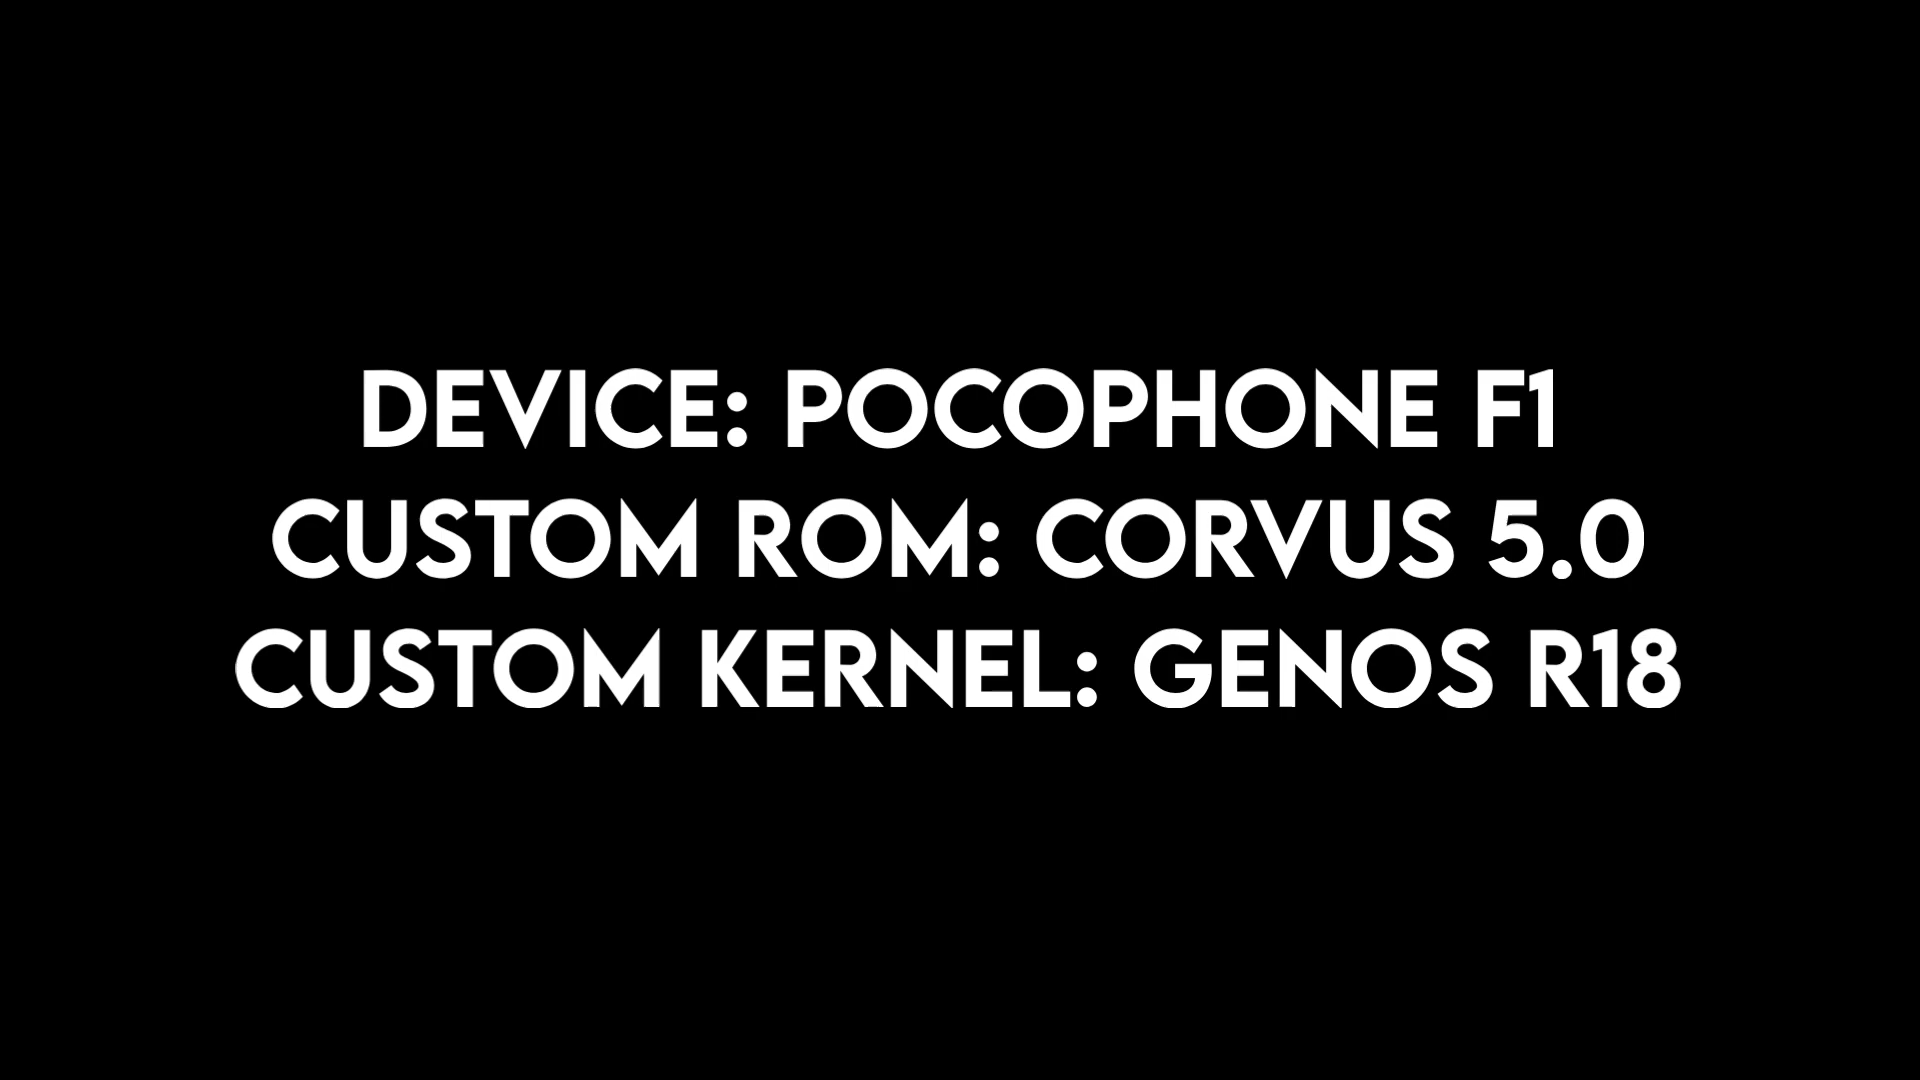 DEVICE: POCOPHONE F1
CUSTOM ROM: CORVUS 5.0
CUSTOM KERNEL: GENOS R18